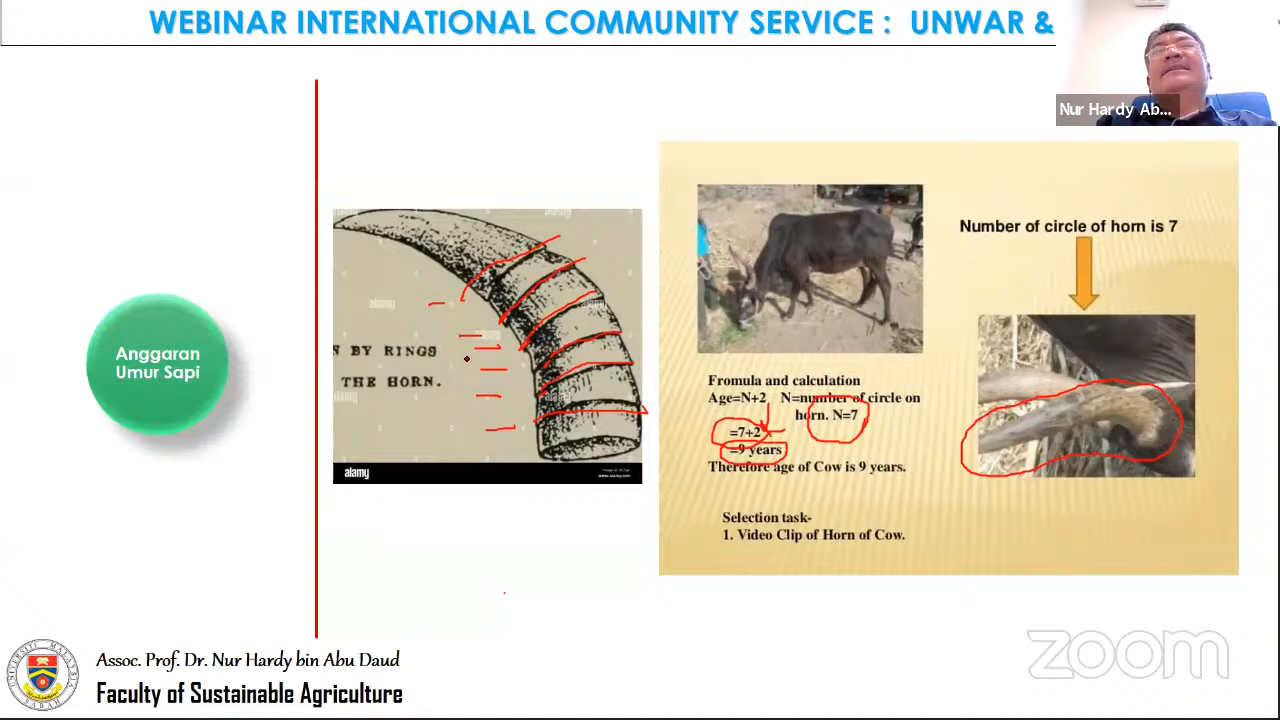 WEBINAR INTERNATIONAL COMMUNITY SERVICE : UNWAR &
Nur Hardy Ab...
Anggaran
Umur Sapi
N BY RINGS
THE HORN.
alamy
Number of circle of horn is 7
Fromula and calculation
Age=N+2 N=number of circle on
horn. N=7
=7+2
=9 years
Therefore age of Cow is 9 years.
Selection task-
1. Video Clip of Horn of Cow.
Assoc. Prof. Dr. Nur Hardy bin Abu Daud
Faculty of Sustainable Agriculture
zoom